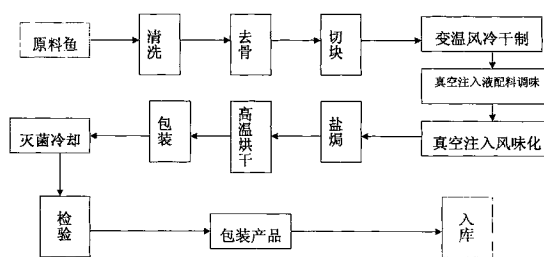 原料鱼
清洗
去骨
切块
变温风冷干制
真空注入液配料调味
真空注入风味化
盐焗
高温烘干
包装
灭菌冷却
检验
包装产品
入库